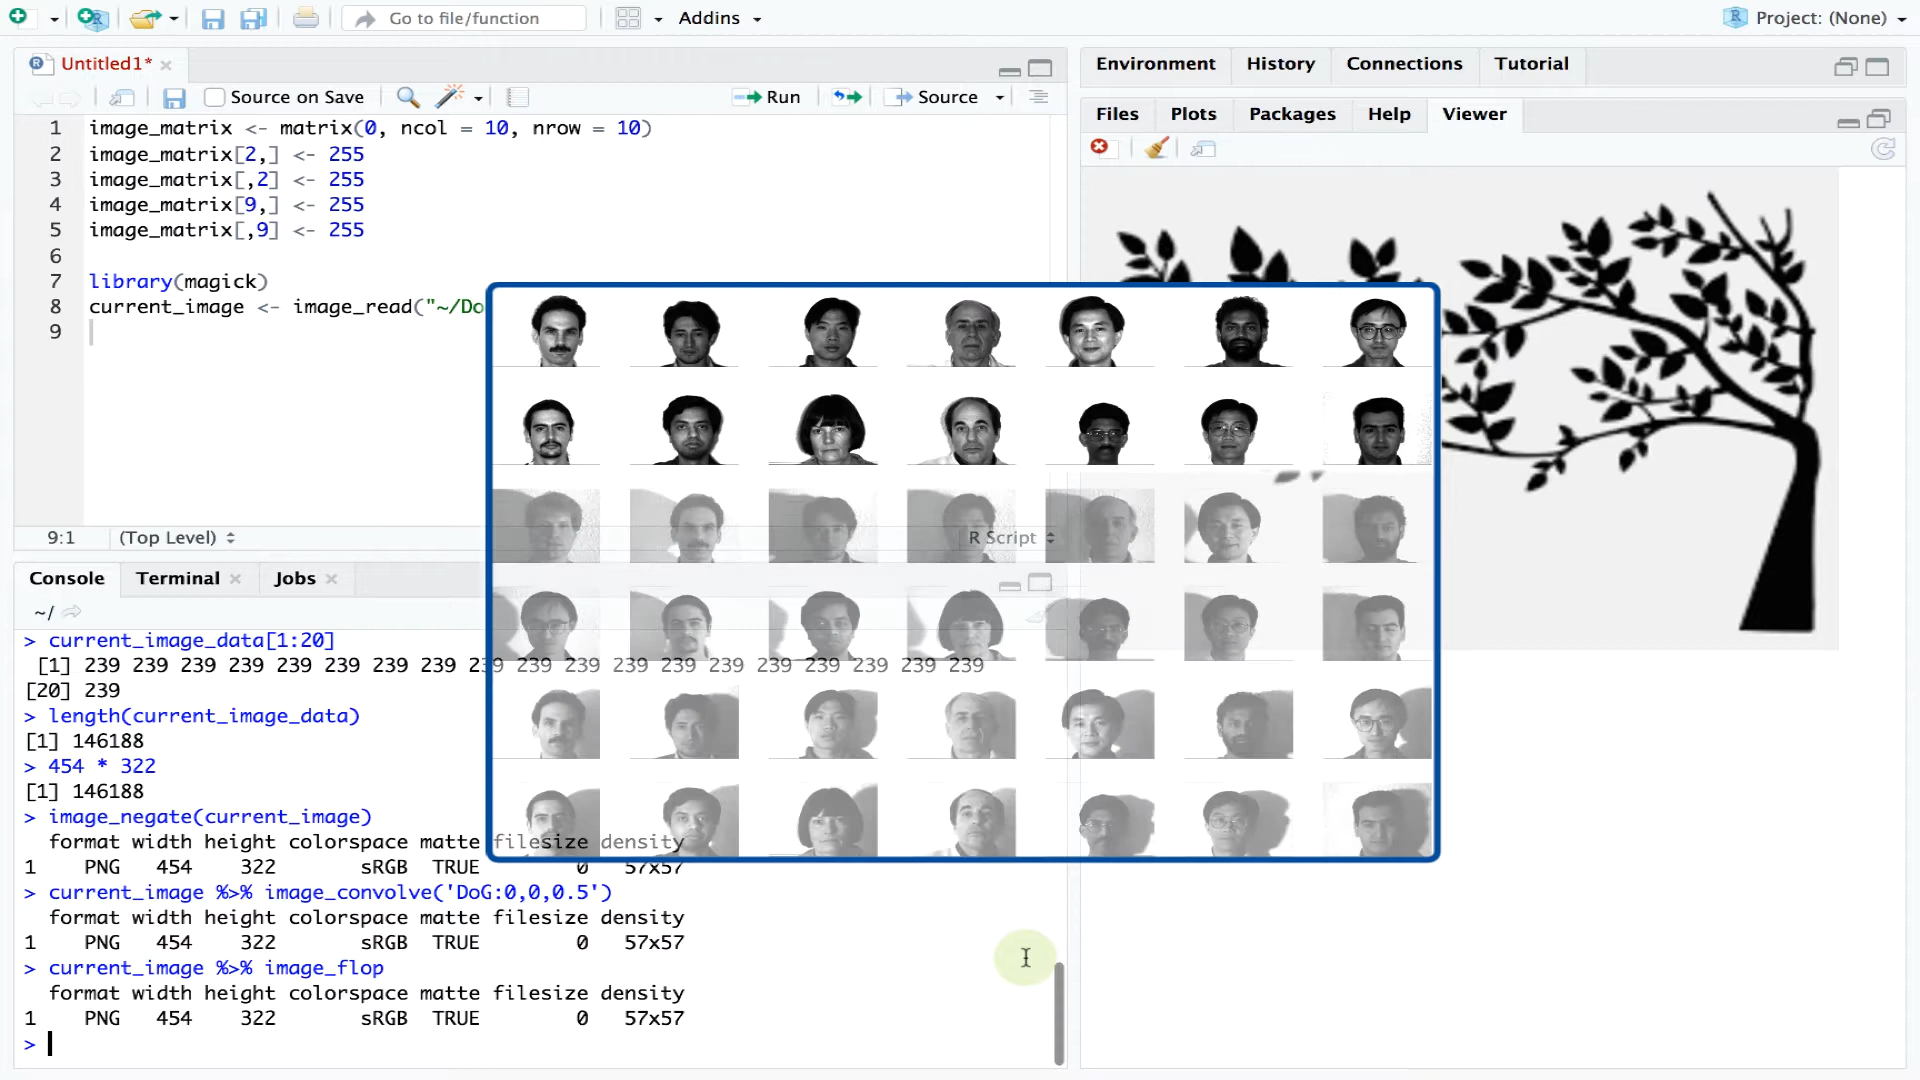 Go to file/function
Addins
Project: (None)
Untitled1*
Source on Save
Run
Source
1 image_matrix <- matrix(0, ncol = 10, nrow = 10)
2 image_matrix[2,] <- 255
3 image_matrix[,2] <- 255
4 image_matrix[9,] <- 255
5 image_matrix[,9] <- 255
6
7 library(magick)
8 current_image <- image_read("~/Do
9
9:1 (Top Level) R Script
Environment History Connections Tutorial
Files Plots Packages Help Viewer
Console Terminal Jobs
~/
> current_image_data[1:20]
[1] 239 239 239 239 239 239 239 239 239 239 239 239 239 239 239 239 239 239 239
[20] 239
> length(current_image_data)
[1] 146188
> 454 * 322
[1] 146188
> image_negate(current_image)
format width height colorspace matte filesize density
1 PNG 454 322 sRGB TRUE 0 57x57
> current_image %>% image_convolve('DoG:0,0,0.5')
format width height colorspace matte filesize density
1 PNG 454 322 sRGB TRUE 0 57x57
> current_image %>% image_flop
format width height colorspace matte filesize density
1 PNG 454 322 sRGB TRUE 0 57x57
>